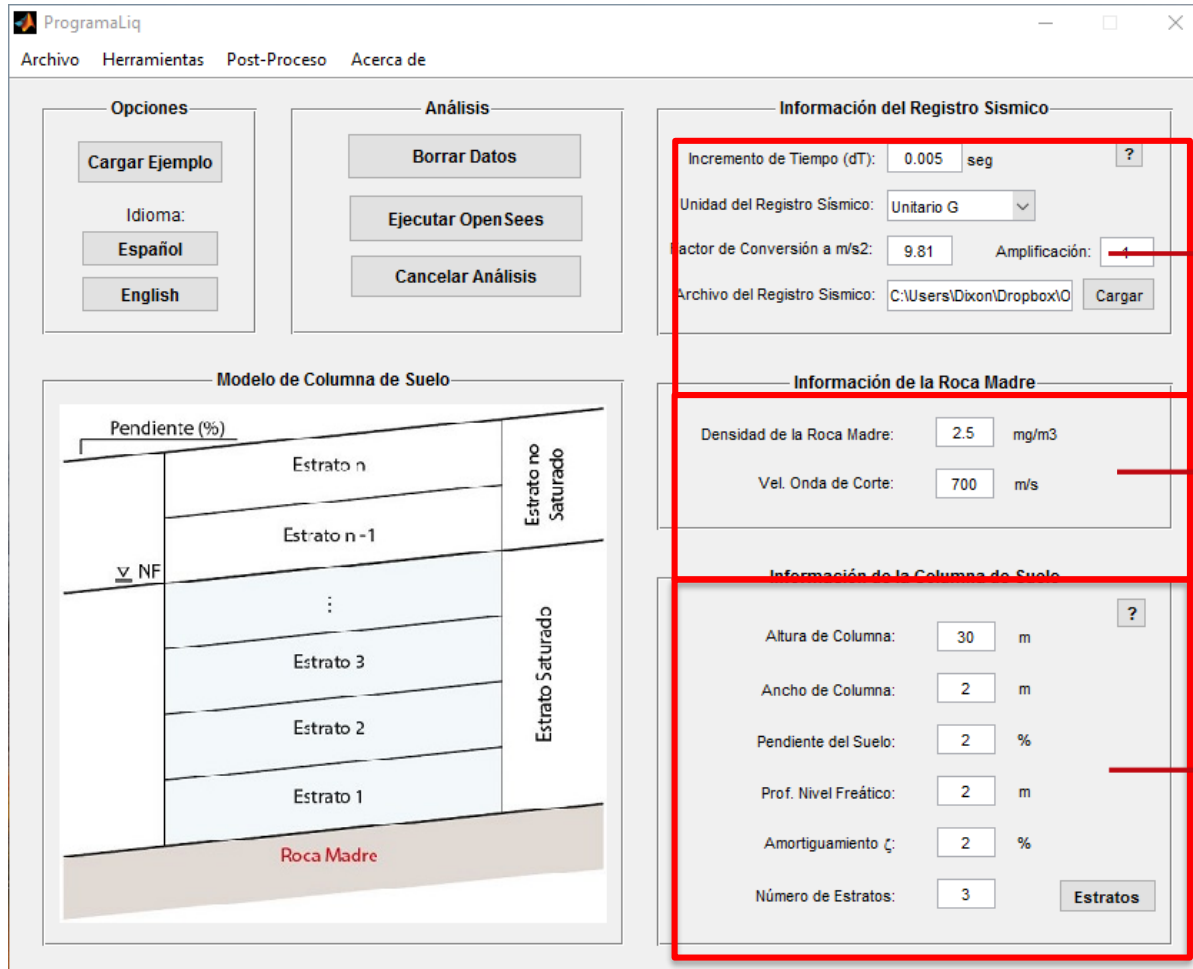 ProgramaLiq
Archivo Herramientas Post-Proceso Acerca de
Opciones
Cargar Ejemplo
Idioma:
Español
English
Análisis
Borrar Datos
Ejecutar OpenSees
Cancelar Análisis
Información del Registro Sismico
Incremento de Tiempo (dT): 0.005 seg ?
Unidad del Registro Sísmico: Unitario G
Factor de Conversión a m/s2: 9.81 Amplificación:
Archivo del Registro Sismico: C:\Users\Dixon\Dropbox\O Cargar
Modelo de Columna de Suelo
Pendiente (%)
Estrato n
Estrato n-1
Estrato no
Saturado
NF
⋮
Estrato 3
Estrato 2
Estrato 1
Estrato Saturado
Roca Madre
Información de la Roca Madre
Densidad de la Roca Madre: 2.5 mg/m3
Vel. Onda de Corte: 700 m/s
Información de la Columna de Suelo
?
Altura de Columna: 30 m
Ancho de Columna: 2 m
Pendiente del Suelo: 2 %
Prof. Nivel Freático: 2 m
Amortiguamiento ζ: 2 %
Número de Estratos: 3 Estratos